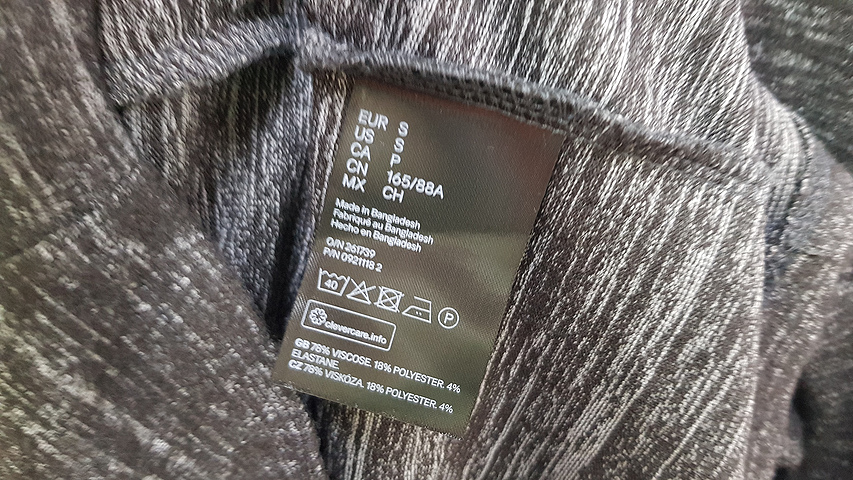 EUR S
US S
CA P
CN 165/88A
MX CH
Made in Bangladesh
Fabriqué au Bangladesh
Hecho en Bangladesh
O/N 261739
P/N 0921118 2
40 P
clevercare.info
GB 78% VISCOSE. 18% POLYESTER. 4%
ELASTANE.
CZ 78% VISKÓZA. 18% POLYESTER. 4%